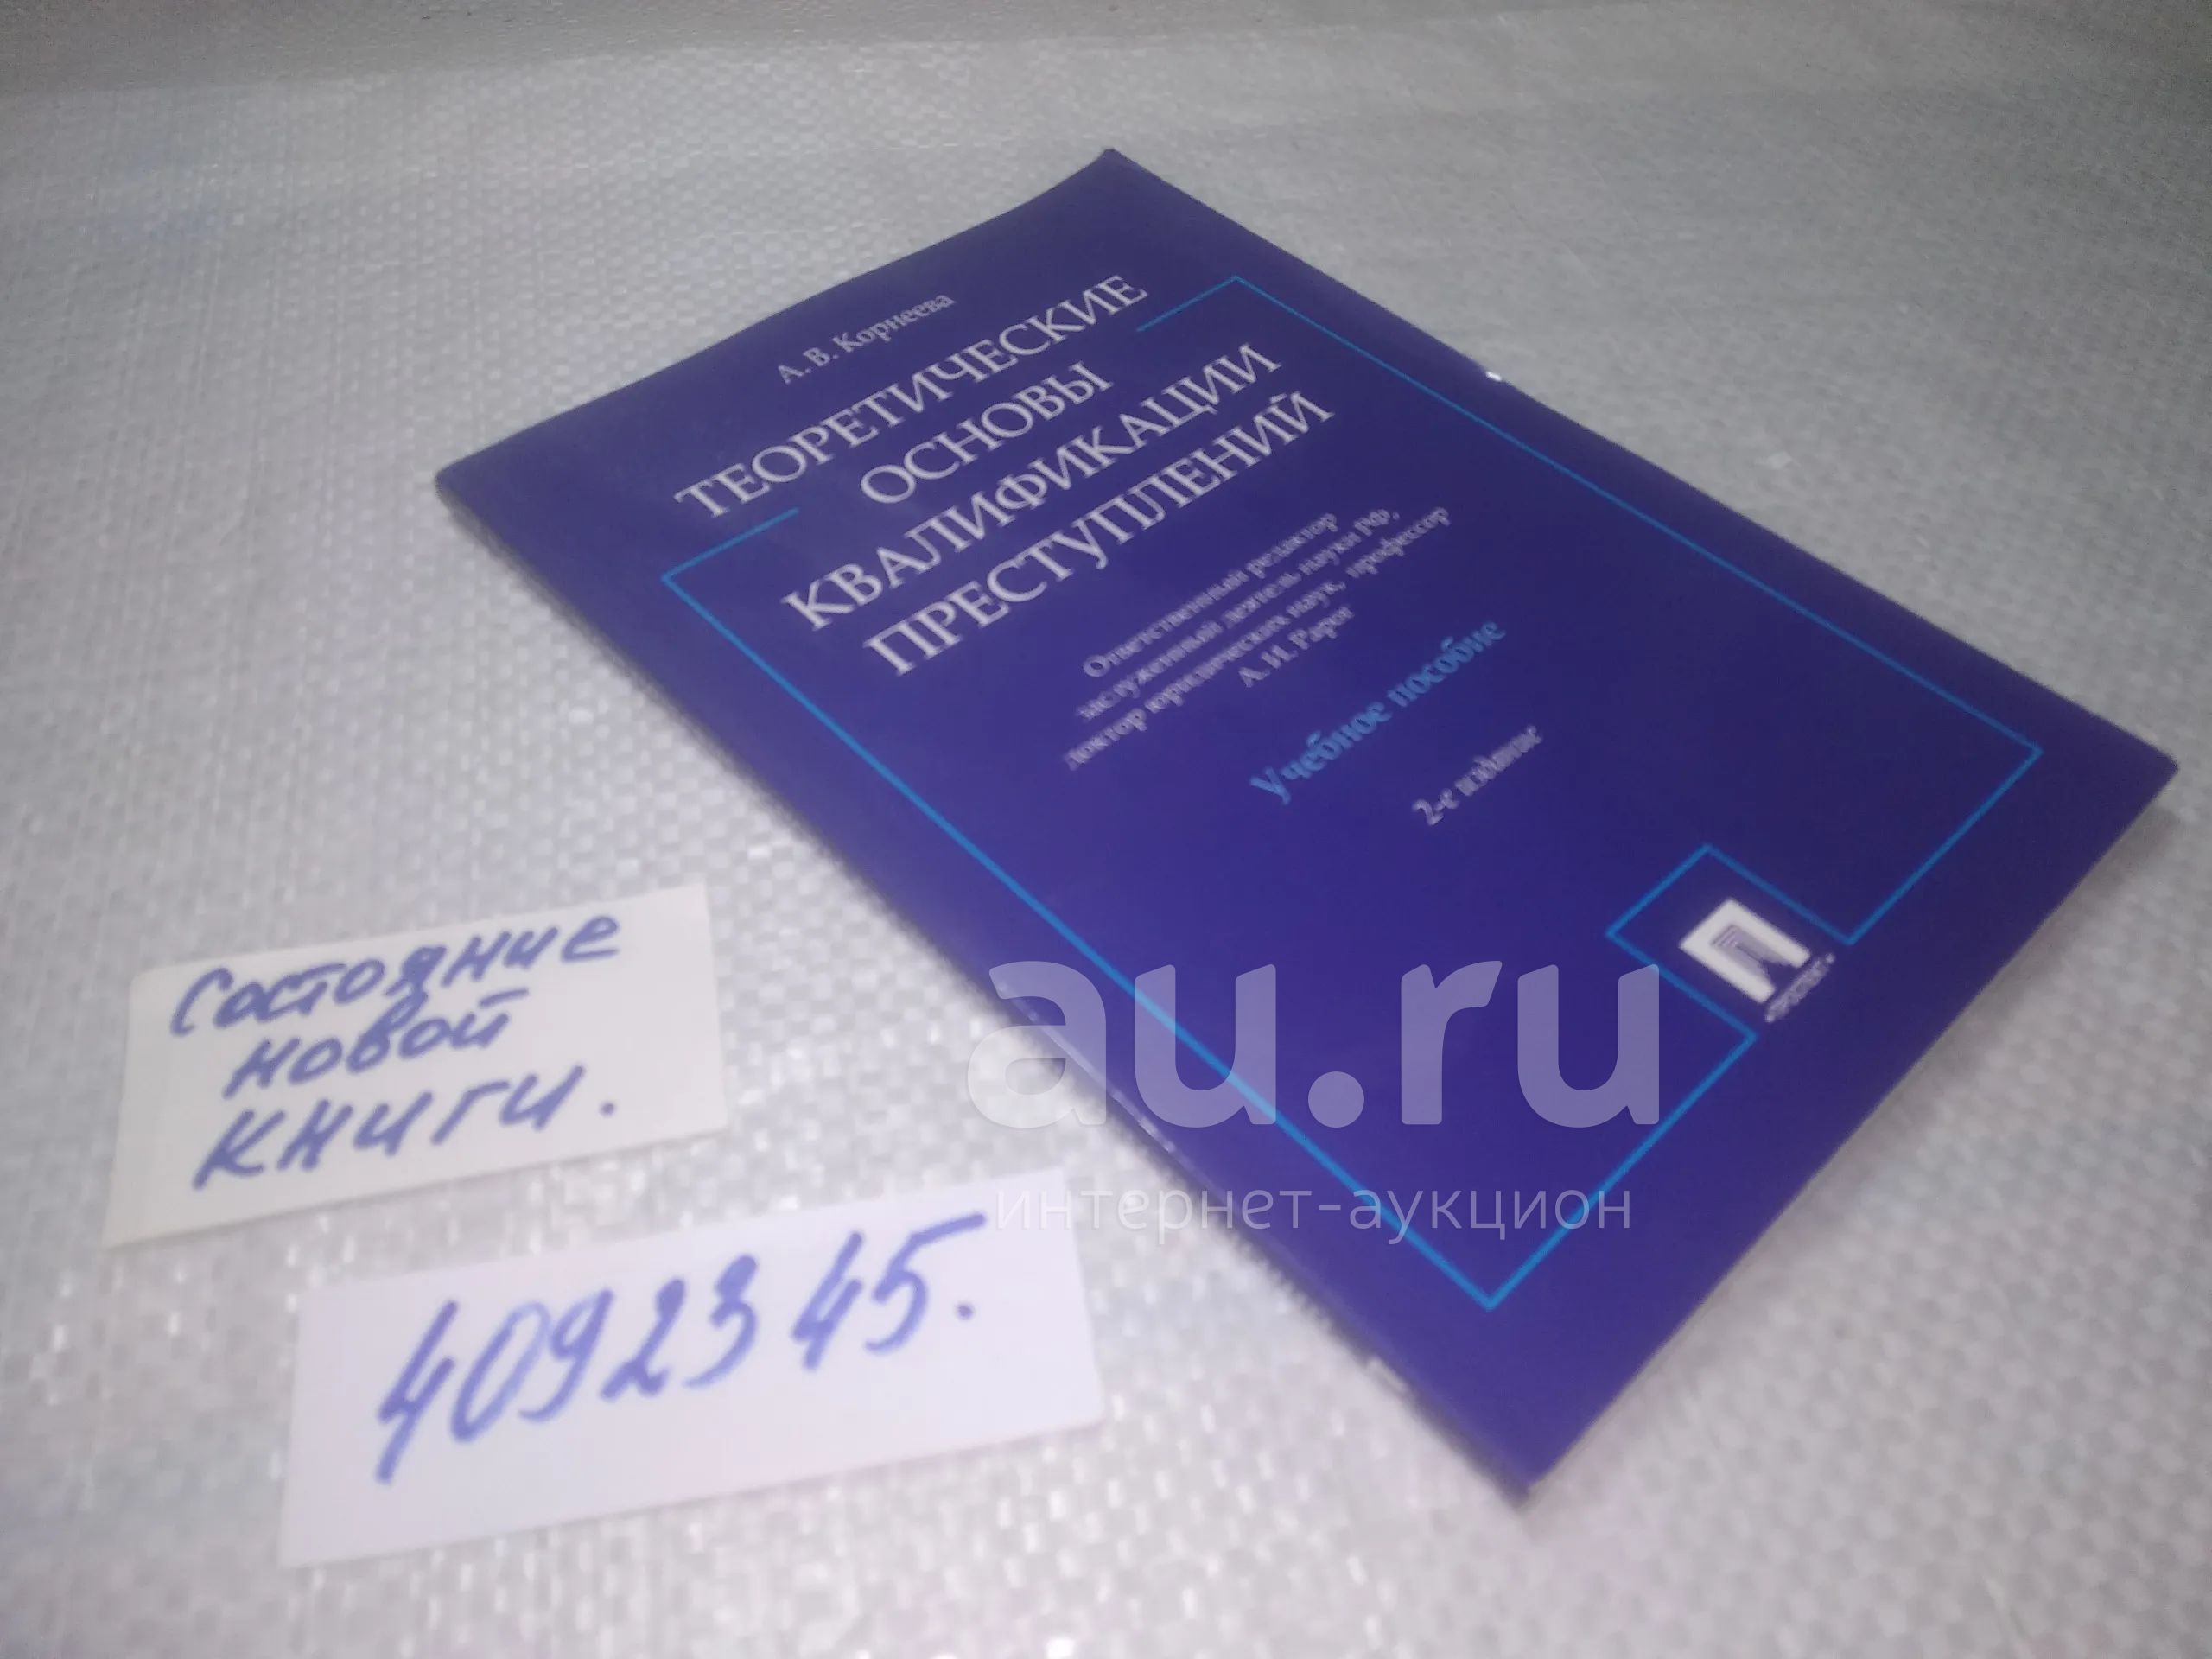 А. В. Корнеева
ТЕОРЕТИЧЕСКИЕ
ОСНОВЫ
КВАЛИФИКАЦИИ
ПРЕСТУПЛЕНИЙ
Ответственный редактор
заслуженный деятель науки РФ,
доктор юридических наук, профессор
А. И. Рарог
Учебное пособие
2-е издание
•ПРОСПЕКТ•
Состояние
новой
книги.
4092345.
au.ru
интернет-аукцион